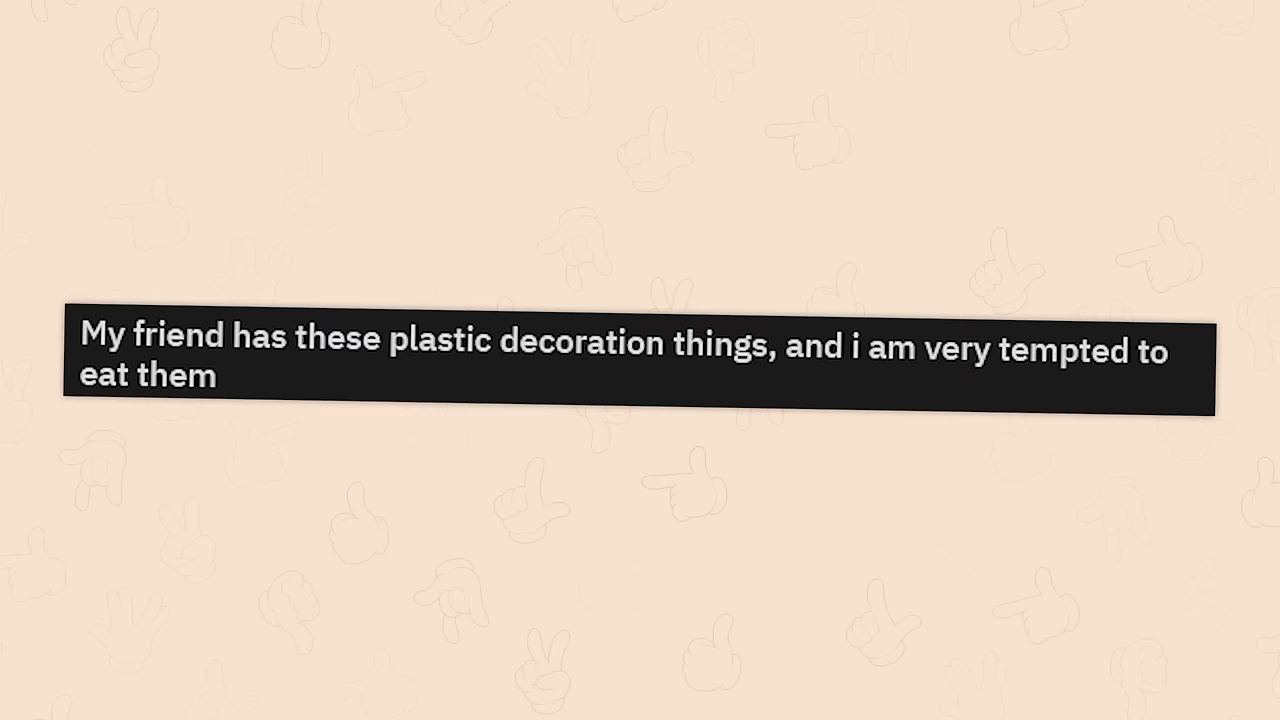 My friend has these plastic decoration things, and i am very tempted to
eat them